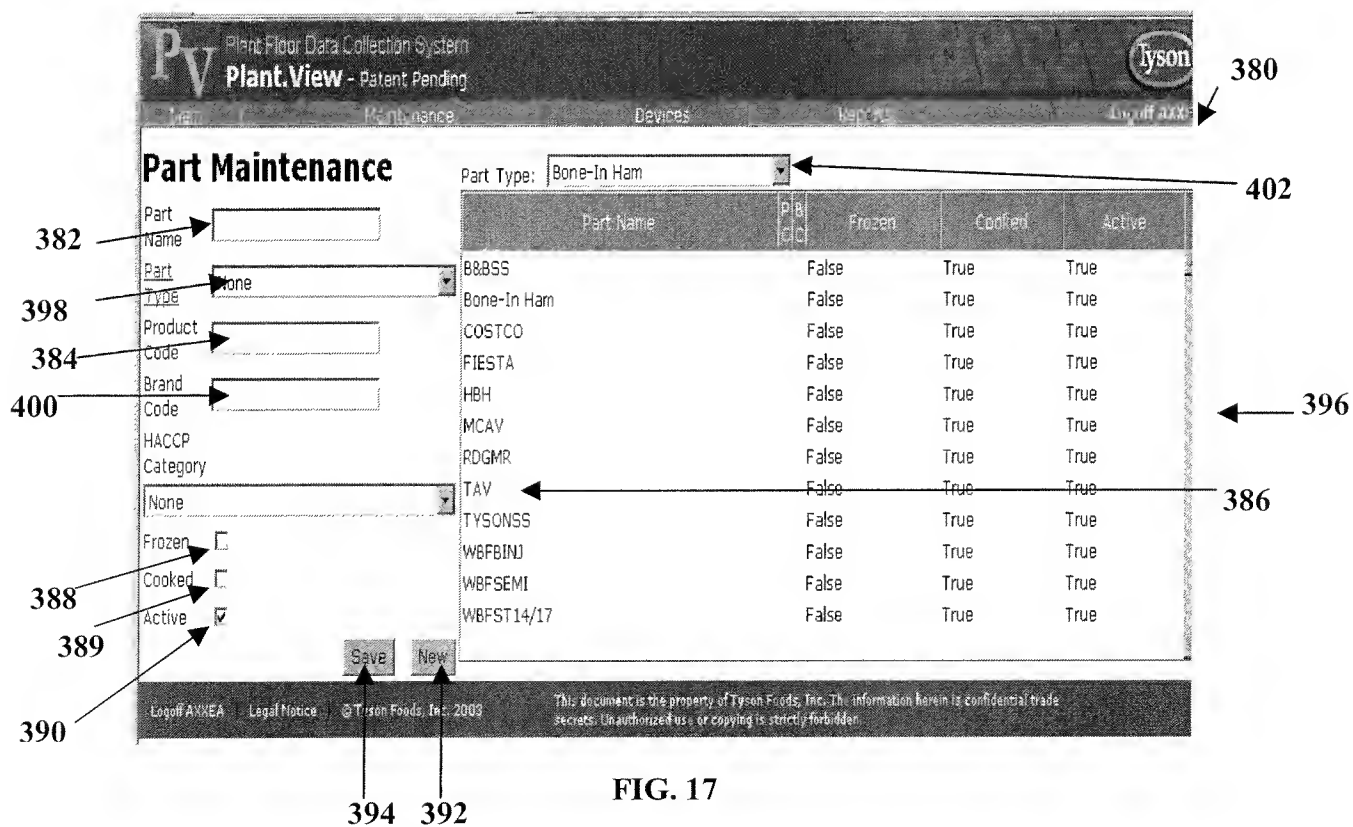 PV
Plant Floor Data Collection System
Plant.View - Patent Pending
Tyson
380
Maintenance Devices Reports Logoff AXX
Part Maintenance
Part Type: Bone-In Ham
402
Part Name
382
Part Type None
398
Product Code
384
Brand Code
400
HACCP Category
None
Frozen
388
Cooked
389
Active
390
Save New
Part Name P C B C Frozen Cooked Active
B&BSS False True True
Bone-In Ham False True True
COSTCO False True True
FIESTA False True True
HBH False True True
396
MCAV False True True
RDGMR False True True
TAV False True True
386
TYSONSS False True True
WBFBINJ False True True
WBFSEMI False True True
WBFST14/17 False True True
Logoff AXXEA Legal Notice © Tyson Foods, Inc. 2003
This document is the property of Tyson Foods, Inc. The information herein is confidential trade
secrets. Unauthorized use or copying is strictly forbidden.
394 392
FIG. 17